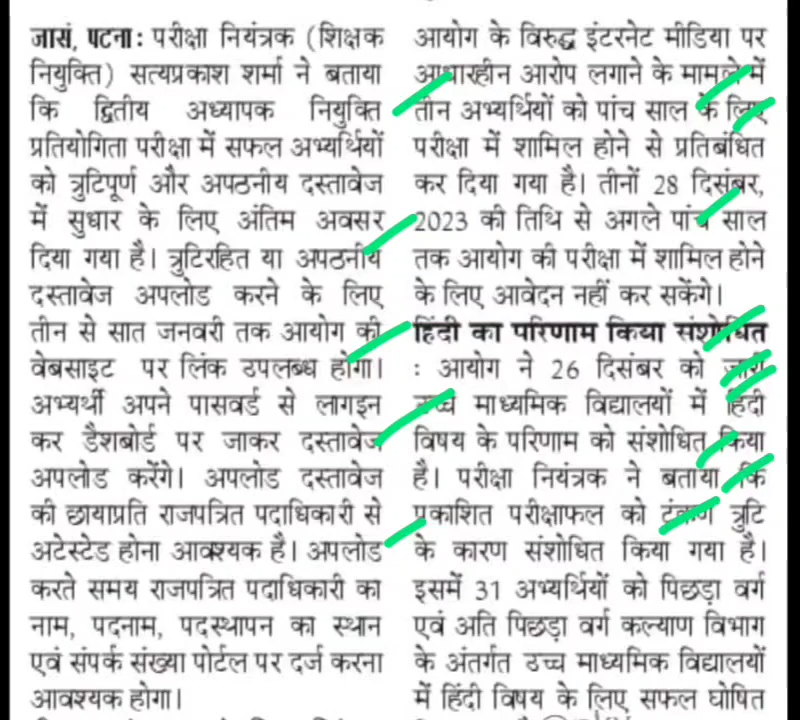 जासं, पटना : परीक्षा नियंत्रक (शिक्षक
नियुक्ति) सत्यप्रकाश शर्मा ने बताया
कि द्वितीय अध्यापक नियुक्ति
प्रतियोगिता परीक्षा में सफल अभ्यर्थियों
को त्रुटिपूर्ण और अपठनीय दस्तावेज
में सुधार के लिए अंतिम अवसर
दिया गया है। त्रुटिरहित या अपठनीय
दस्तावेज अपलोड करने के लिए
तीन से सात जनवरी तक आयोग की
वेबसाइट पर लिंक उपलब्ध होगा।
अभ्यर्थी अपने पासवर्ड से लागइन
कर डैशबोर्ड पर जाकर दस्तावेज
अपलोड करेंगे। अपलोड दस्तावेज
की छायाप्रति राजपत्रित पदाधिकारी से
अटेस्टेड होना आवश्यक है। अपलोड
करते समय राजपत्रित पदाधिकारी का
नाम, पदनाम, पदस्थापन का स्थान
एवं संपर्क संख्या पोर्टल पर दर्ज करना
आवश्यक होगा।
आयोग के विरुद्ध इंटरनेट मीडिया पर
आधारहीन आरोप लगाने के मामले में
तीन अभ्यर्थियों को पांच साल के लिए
परीक्षा में शामिल होने से प्रतिबंधित
कर दिया गया है। तीनों 28 दिसंबर,
2023 की तिथि से अगले पांच साल
तक आयोग की परीक्षा में शामिल होने
के लिए आवेदन नहीं कर सकेंगे।
हिंदी का परिणाम किया संशोधित
: आयोग ने 26 दिसंबर को जारी
उच्च माध्यमिक विद्यालयों में हिंदी
विषय के परिणाम को संशोधित किया
है। परीक्षा नियंत्रक ने बताया कि
प्रकाशित परीक्षाफल को टंकण त्रुटि
के कारण संशोधित किया गया है।
इसमें 31 अभ्यर्थियों को पिछड़ा वर्ग
एवं अति पिछड़ा वर्ग कल्याण विभाग
के अंतर्गत उच्च माध्यमिक विद्यालयों
में हिंदी विषय के लिए सफल घोषित